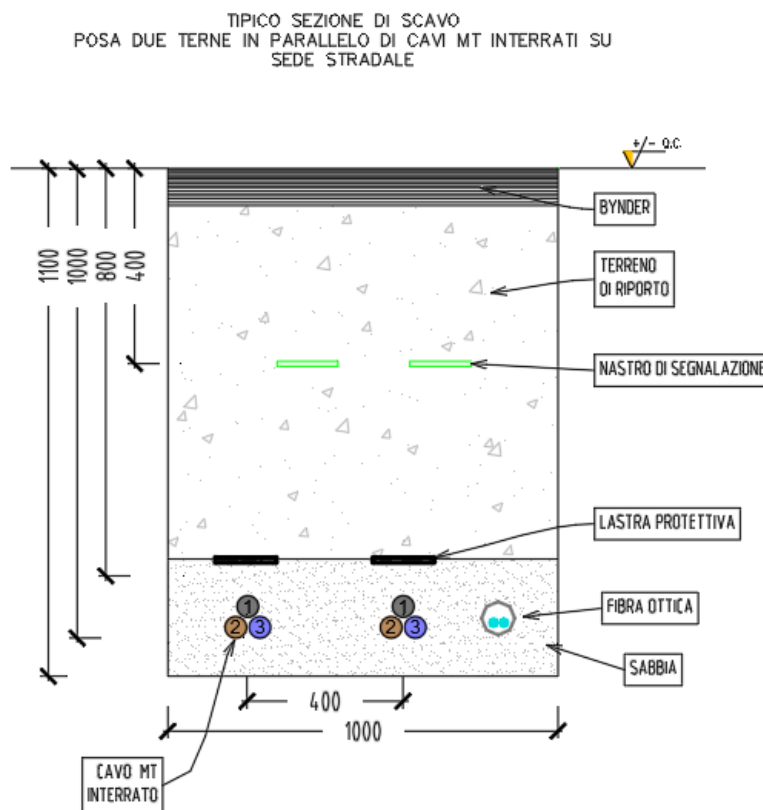 TIPICO SEZIONE DI SCAVO
POSA DUE TERNE IN PARALLELO DI CAVI MT INTERRATI SU
SEDE STRADALE
+/- Q.C.
BYNDER
TERRENO
DI RIPORTO
1100
1000
800
400
NASTRO DI SEGNALAZIONE
LASTRA PROTETTIVA
1
2
3
1
2
3
FIBRA OTTICA
SABBIA
400
1000
CAVO MT
INTERRATO